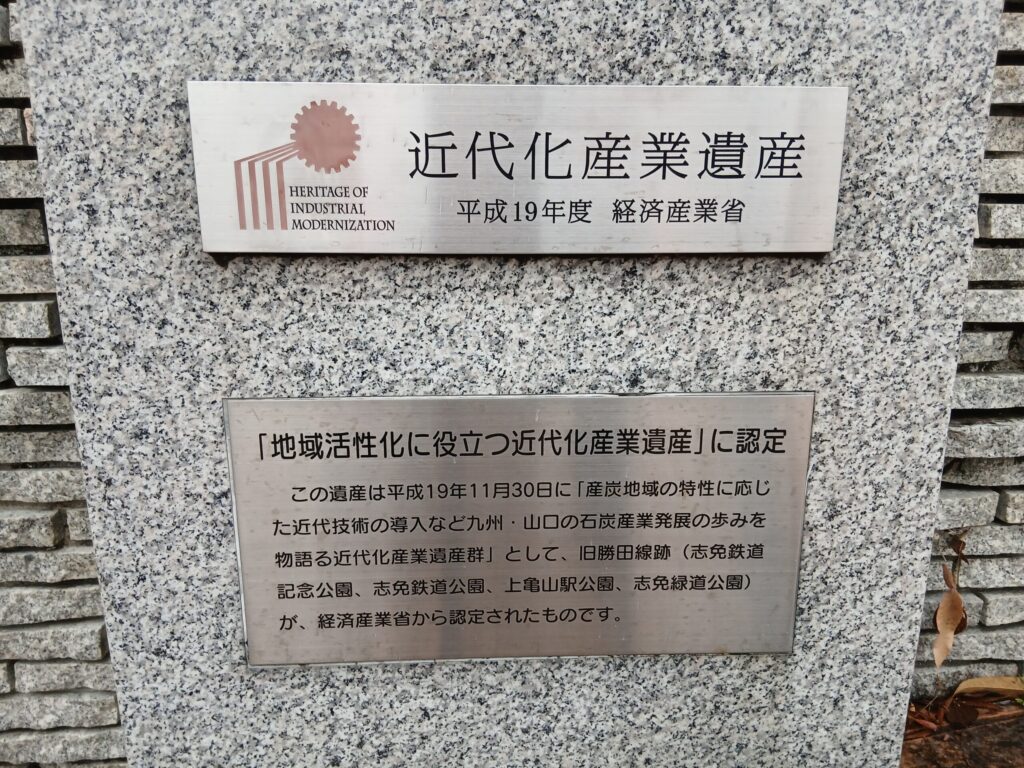 HERITAGE OF
INDUSTRIAL
MODERNIZATION
近代化産業遺産
平成19年度 経済産業省
「地域活性化に役立つ近代化産業遺産」に認定
この遺産は平成19年11月30日に「産炭地域の特性に応じ
た近代技術の導入など九州・山口の石炭産業発展の歩みを
物語る近代化産業遺産群」として、旧勝田線跡（志免鉄道
記念公園、志免鉄道公園、上亀山駅公園、志免緑道公園）
が、経済産業省から認定されたものです。